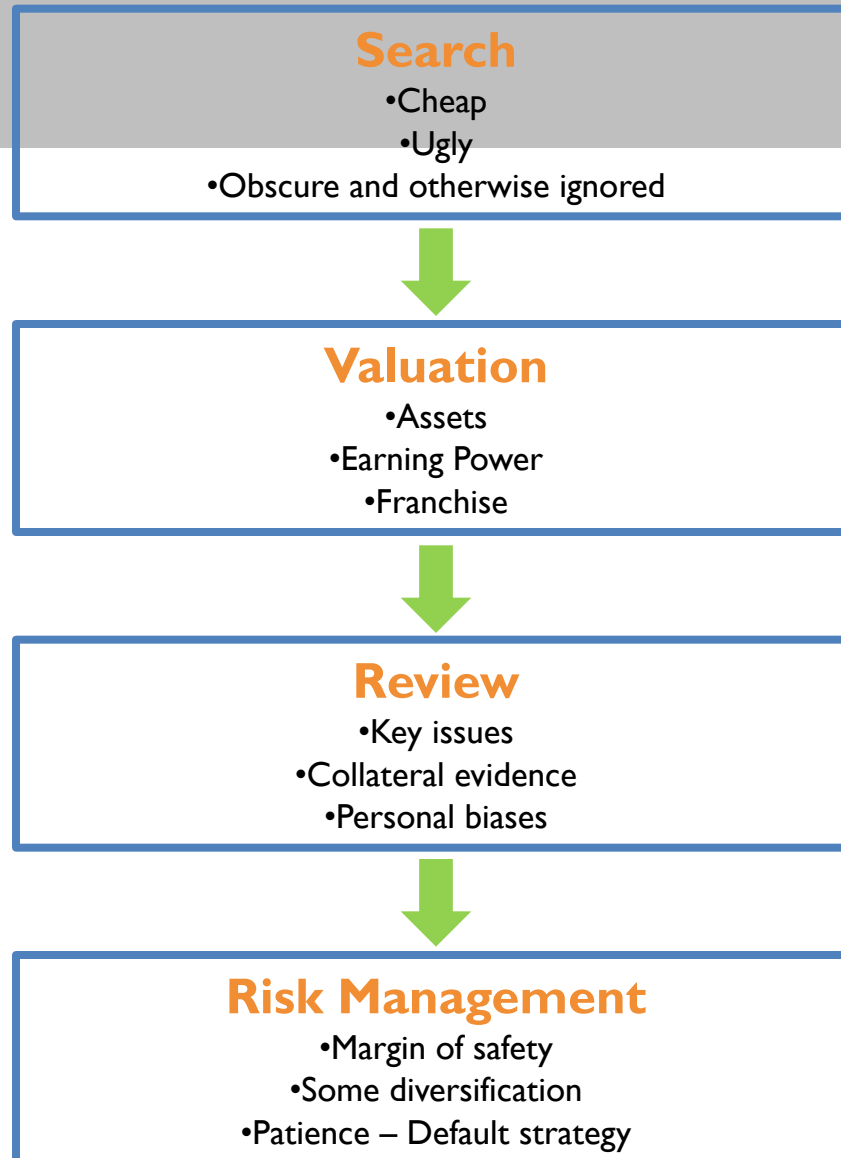 Search
•Cheap
•Ugly
•Obscure and otherwise ignored
Valuation
•Assets
•Earning Power
•Franchise
Review
•Key issues
•Collateral evidence
•Personal biases
Risk Management
•Margin of safety
•Some diversification
•Patience – Default strategy